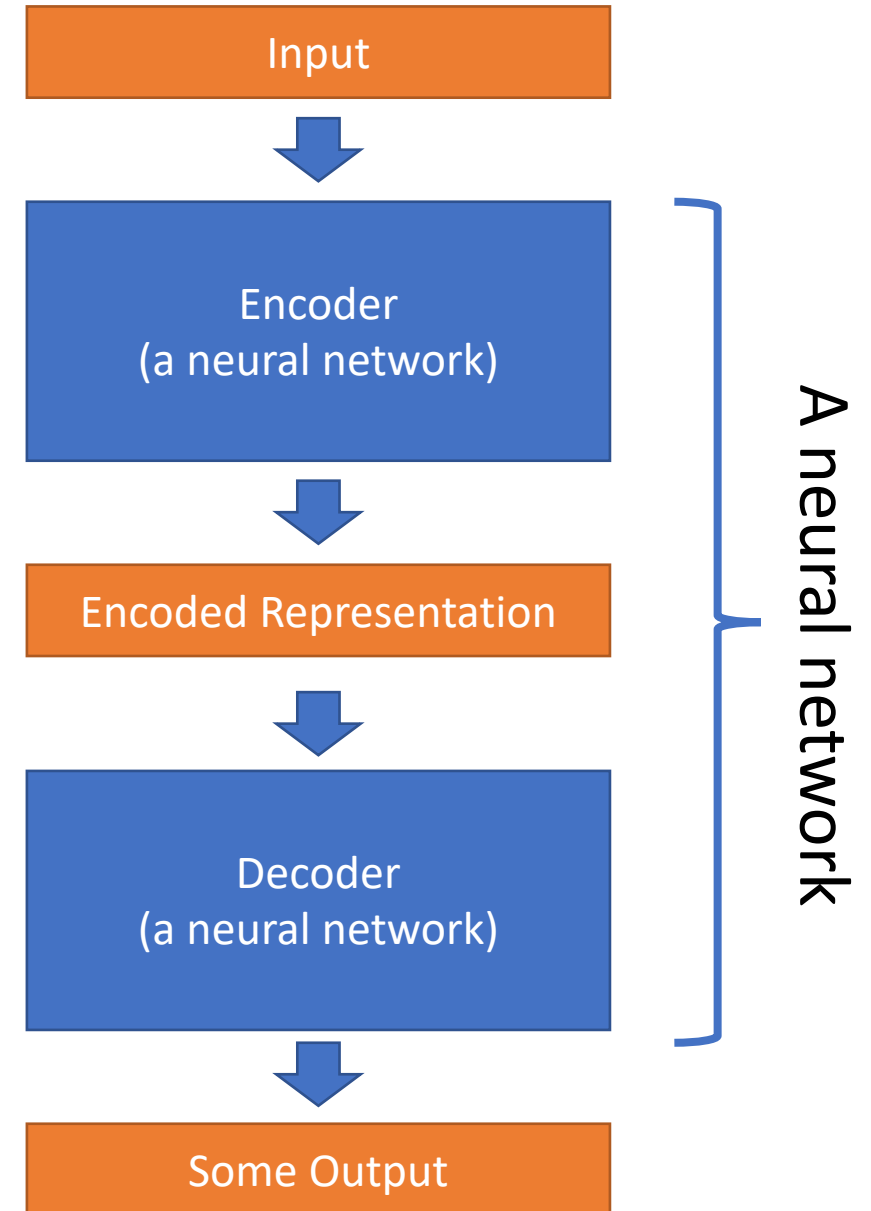 Input
Encoder
(a neural network)
Encoded Representation
Decoder
(a neural network)
Some Output
A neural network